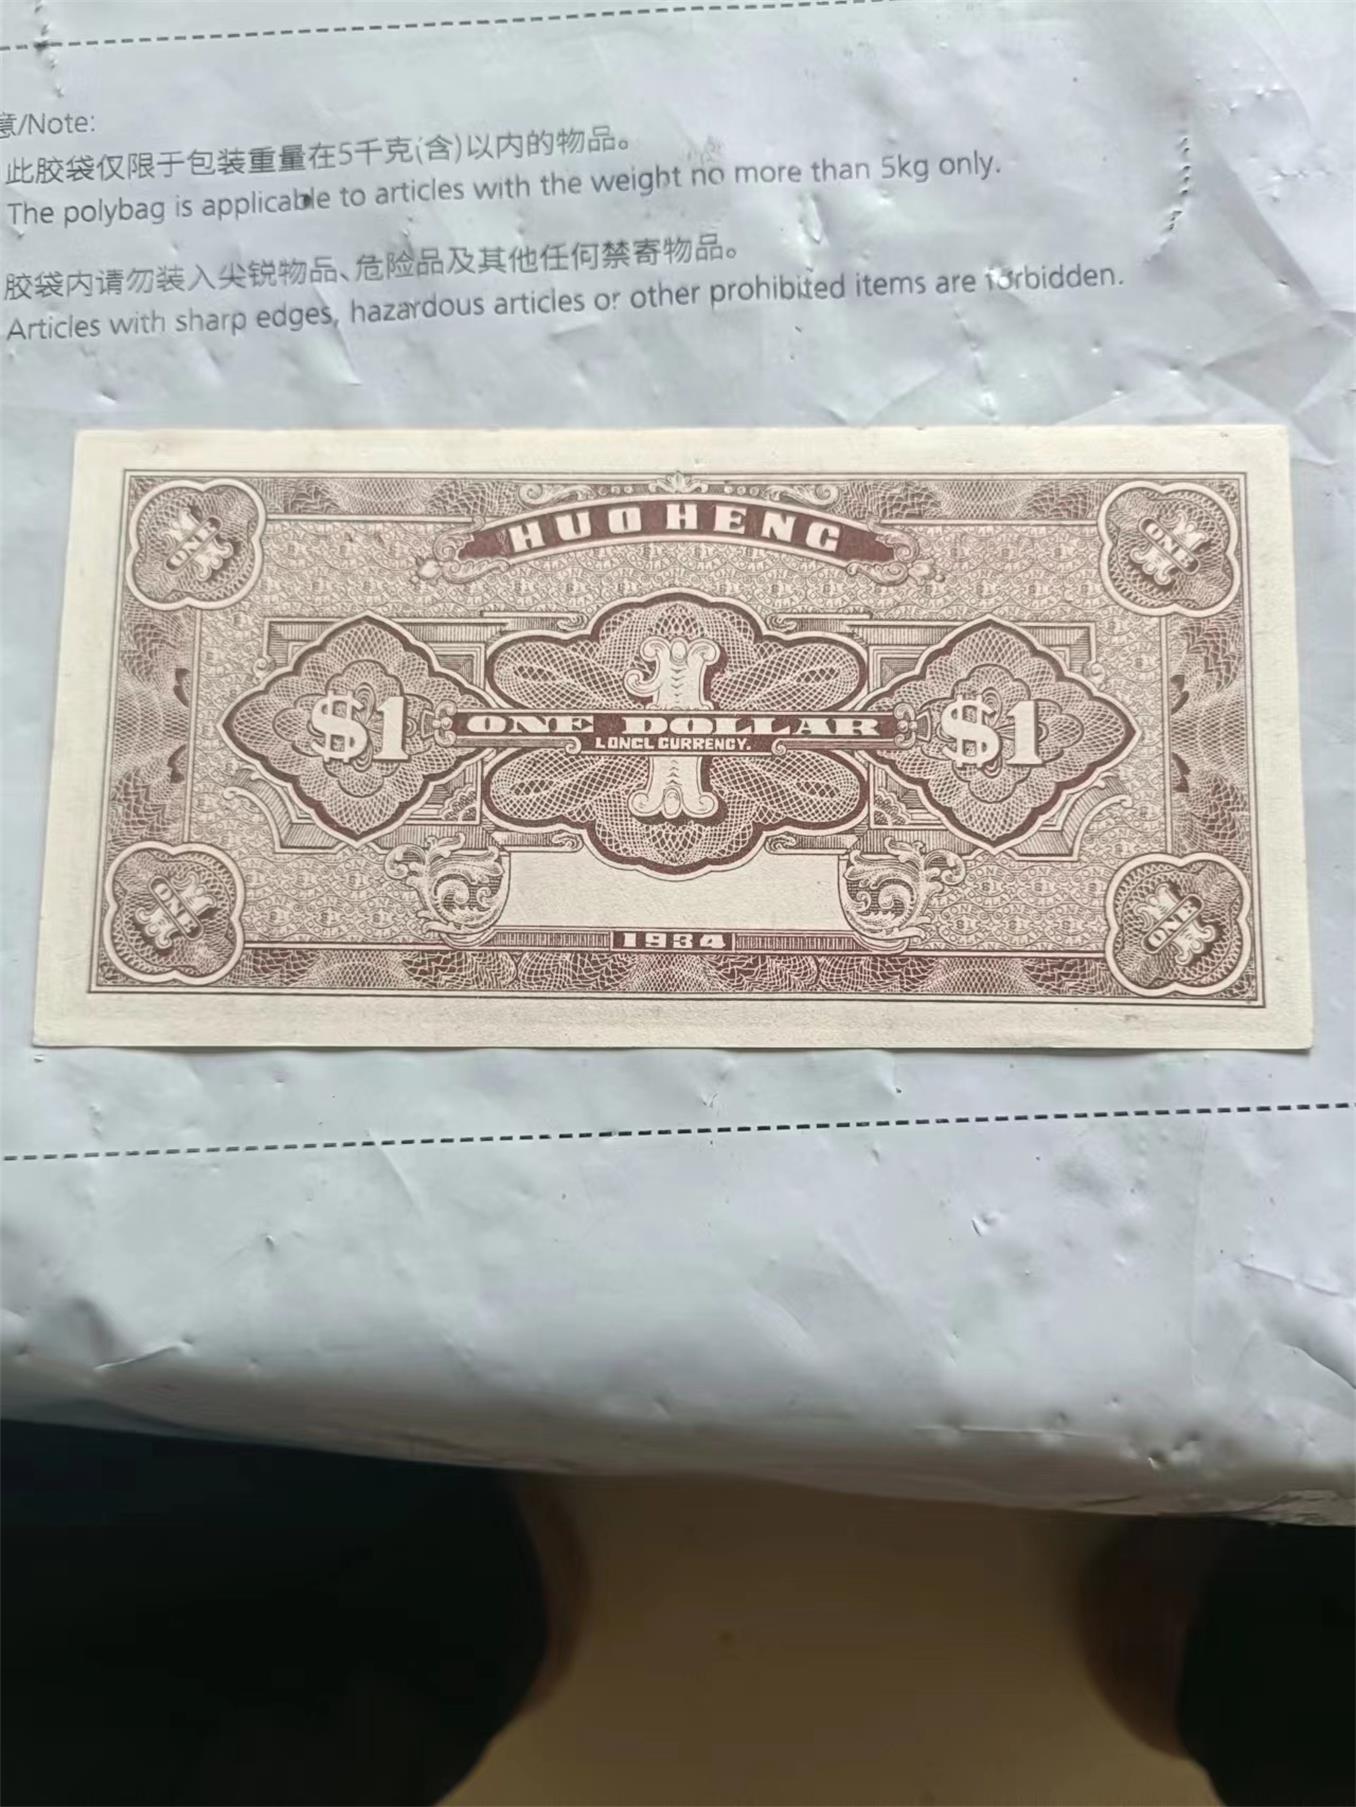 意/Note:
此胶袋仅限于包装重量在5千克(含)以内的物品。
The polybag is applicable to articles with the weight no more than 5kg only.
胶袋内请勿装入尖锐物品、危险品及其他任何禁寄物品。
Articles with sharp edges, hazardous articles or other prohibited items are forbidden.
ONE
HUO HENG
ONE
1
$1
ONE DOLLAR
$1
LONCL CURRENCY.
ONE
1934
ONE